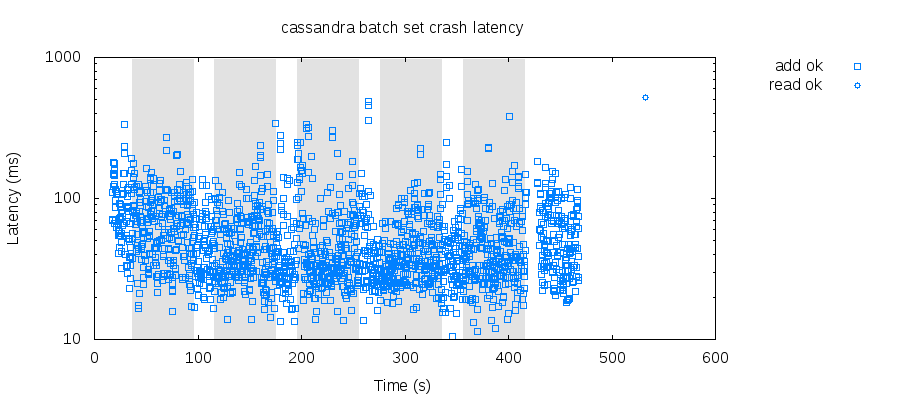 cassandra batch set crash latency
1000
100
10
Latency (ms)
0 100 200 300 400 500 600
Time (s)
add ok
read ok